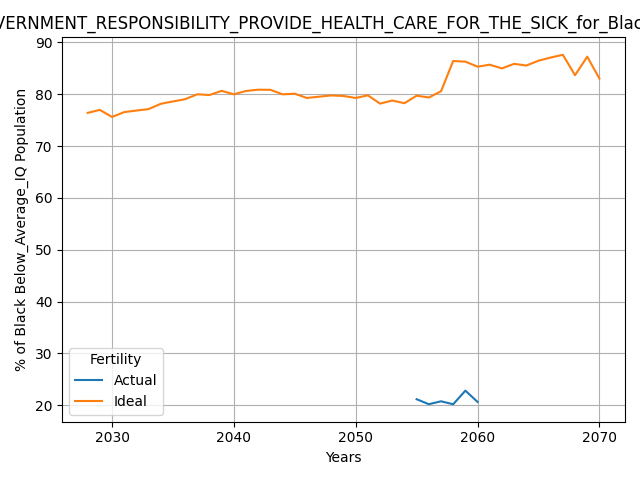 VERNMENT_RESPONSIBILITY_PROVIDE_HEALTH_CARE_FOR_THE_SICK_for_Blac
% of Black Below_Average_IQ Population
90
80
70
60
50
40
30
20
Fertility
Actual
Ideal
2030 2040 2050 2060 2070
Years